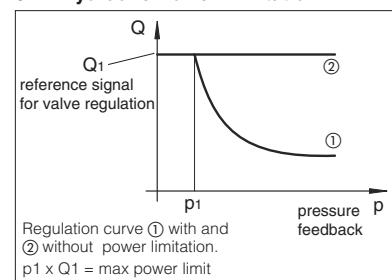 Q
Q1
reference signal
for valve regulation
②
①
p1
p
pressure
feedback
Regulation curve ① with and
② without power limitation.
p1 x Q1 = max power limit